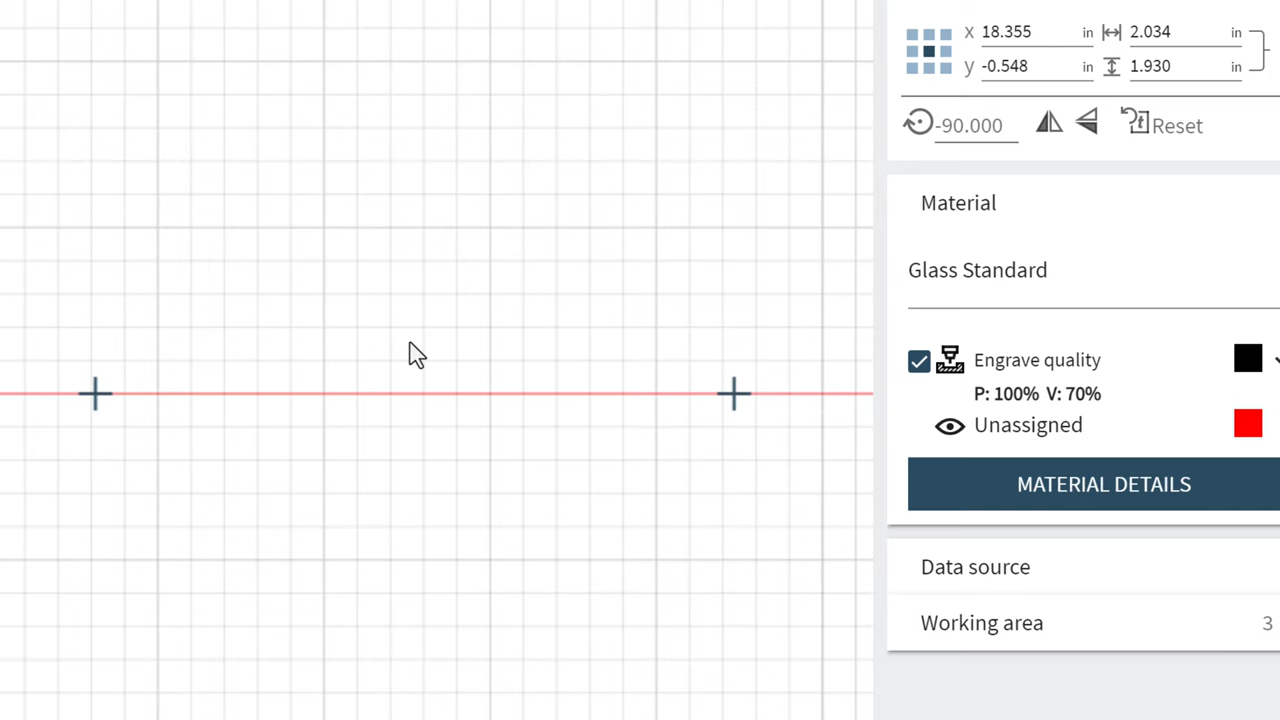 x 18.355 in 2.034 in
y -0.548 in 1.930 in
-90.000 Reset
Material
Glass Standard
Engrave quality
P: 100% V: 70%
Unassigned
MATERIAL DETAILS
Data source
Working area 3